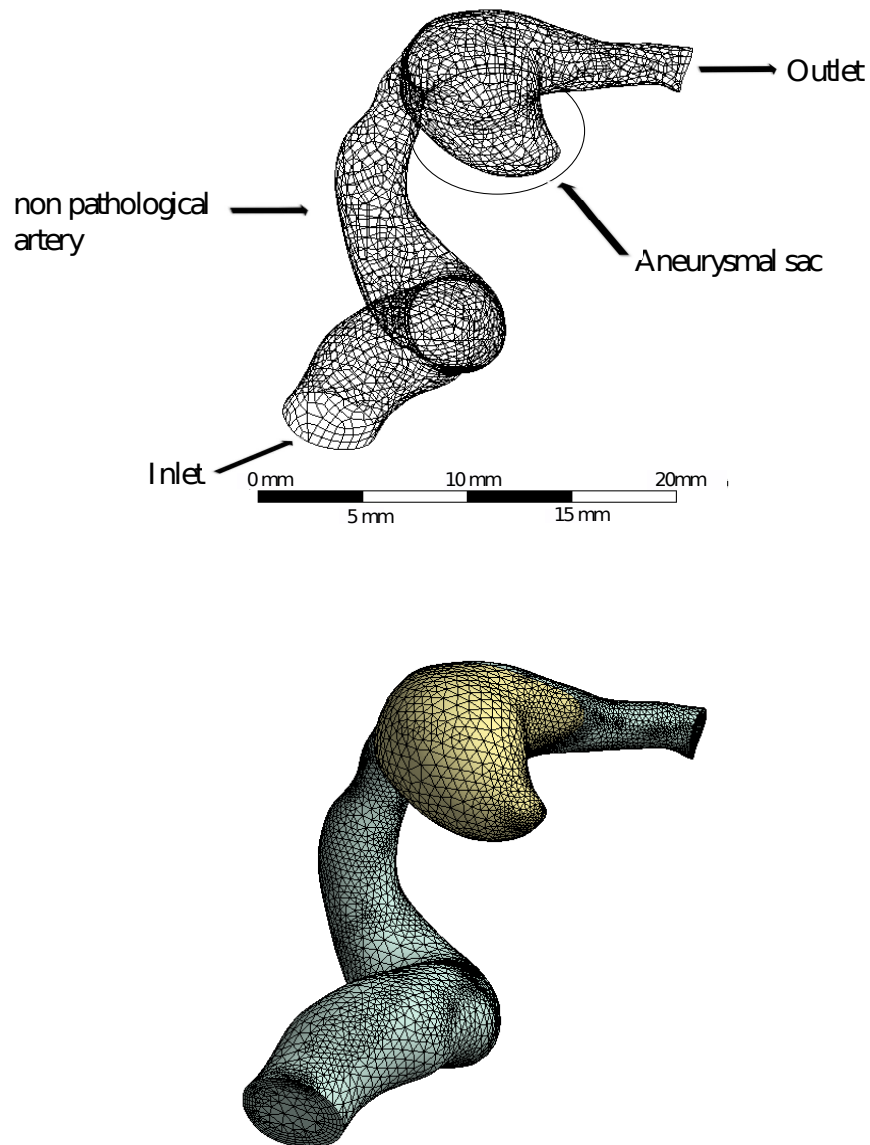 Outlet
non pathological
artery
Aneurysmal sac
Inlet
0 mm 10 mm 20mm
5 mm 15 mm